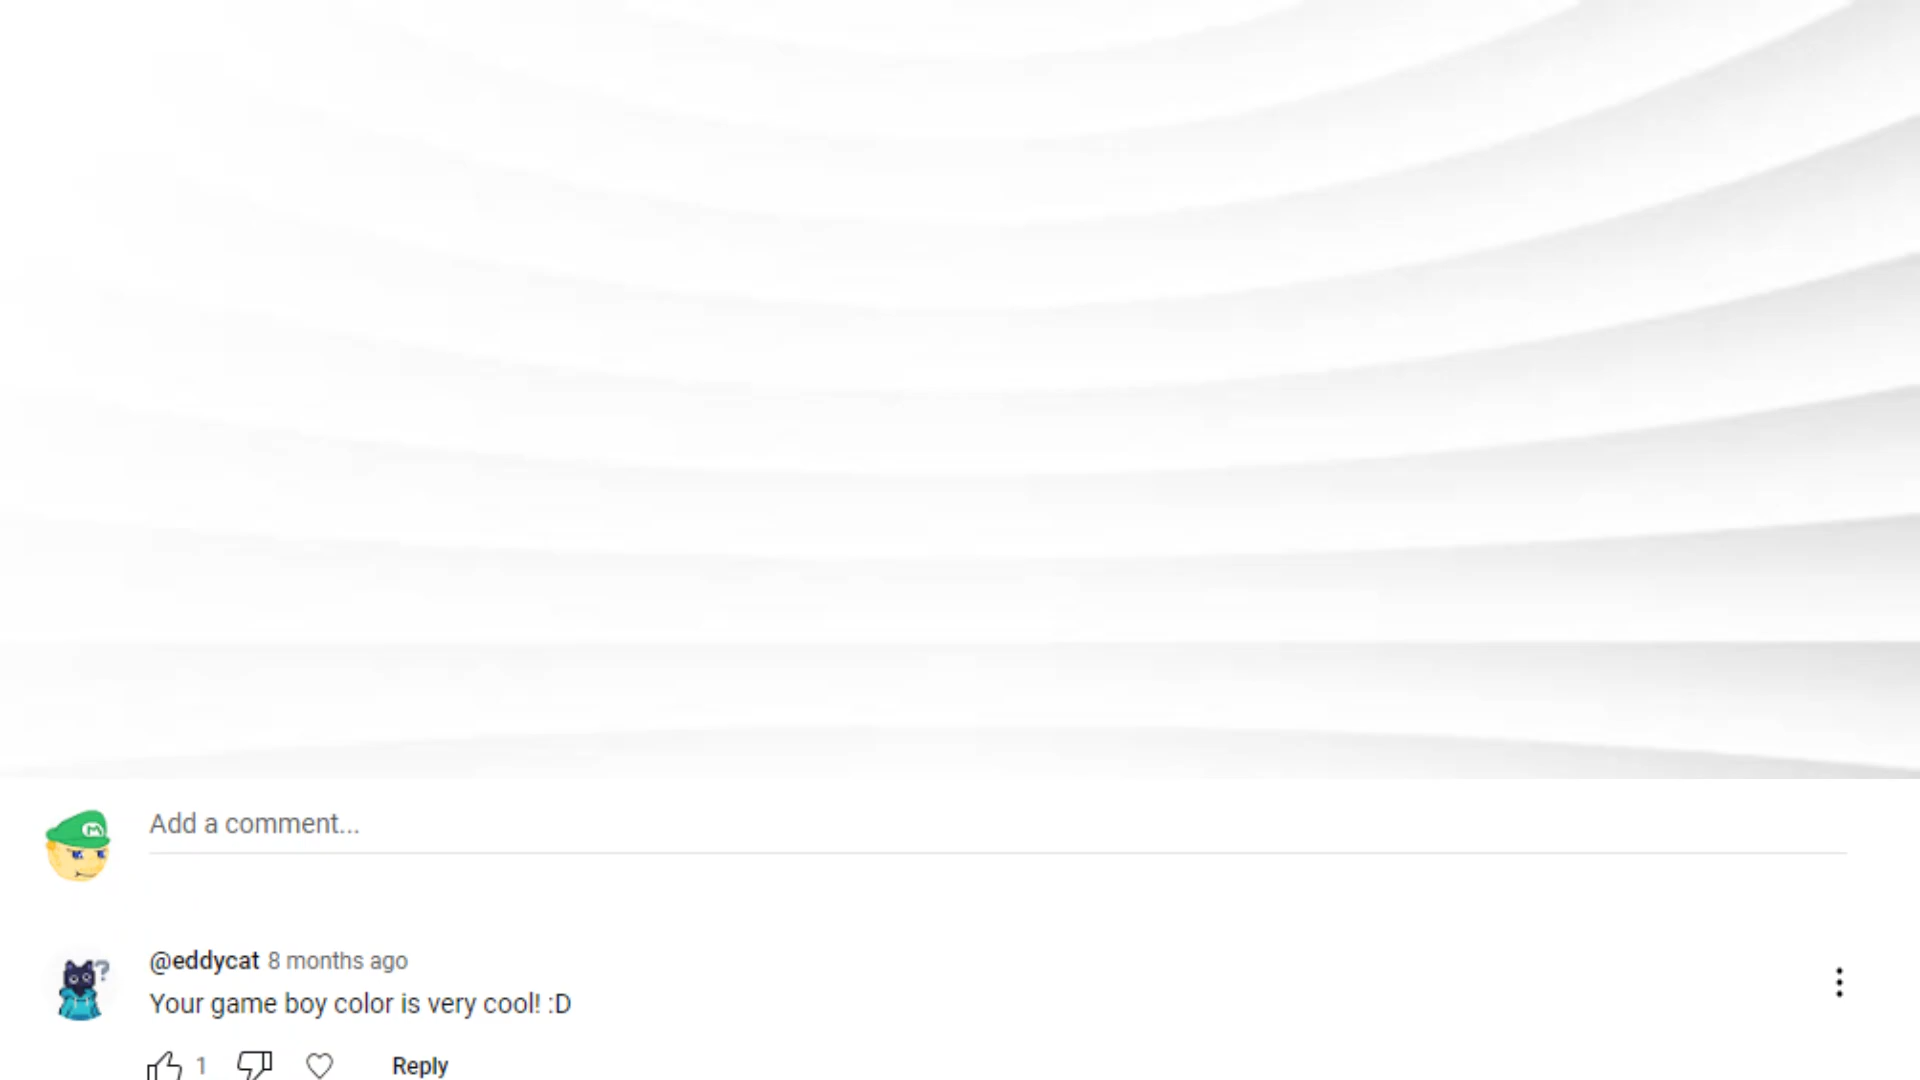 Add a comment...
@eddycat 8 months ago
Your game boy color is very cool! :D
1 Reply